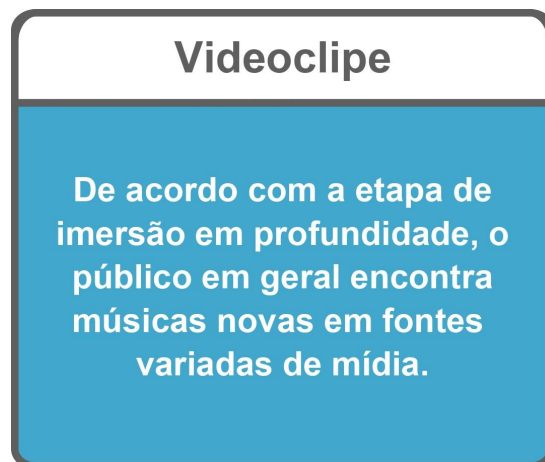 Videoclipe
De acordo com a etapa de
imersão em profundidade, o
público em geral encontra
músicas novas em fontes
variadas de mídia.